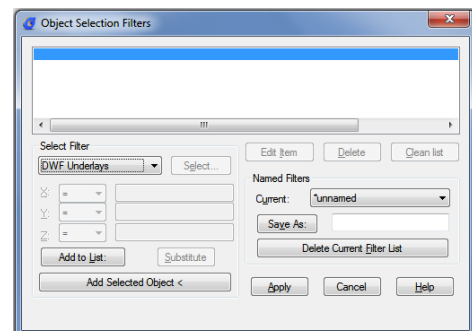 Object Selection Filters
Select Filter
DWF Underlays
Select...
X:
=
Y:
=
Z:
=
Add to List:
Substitute
Add Selected Object <
Edit Item
Delete
Clean list
Named Filters
Current:
*unnamed
Save As:
Delete Current Filter List
Apply
Cancel
Help